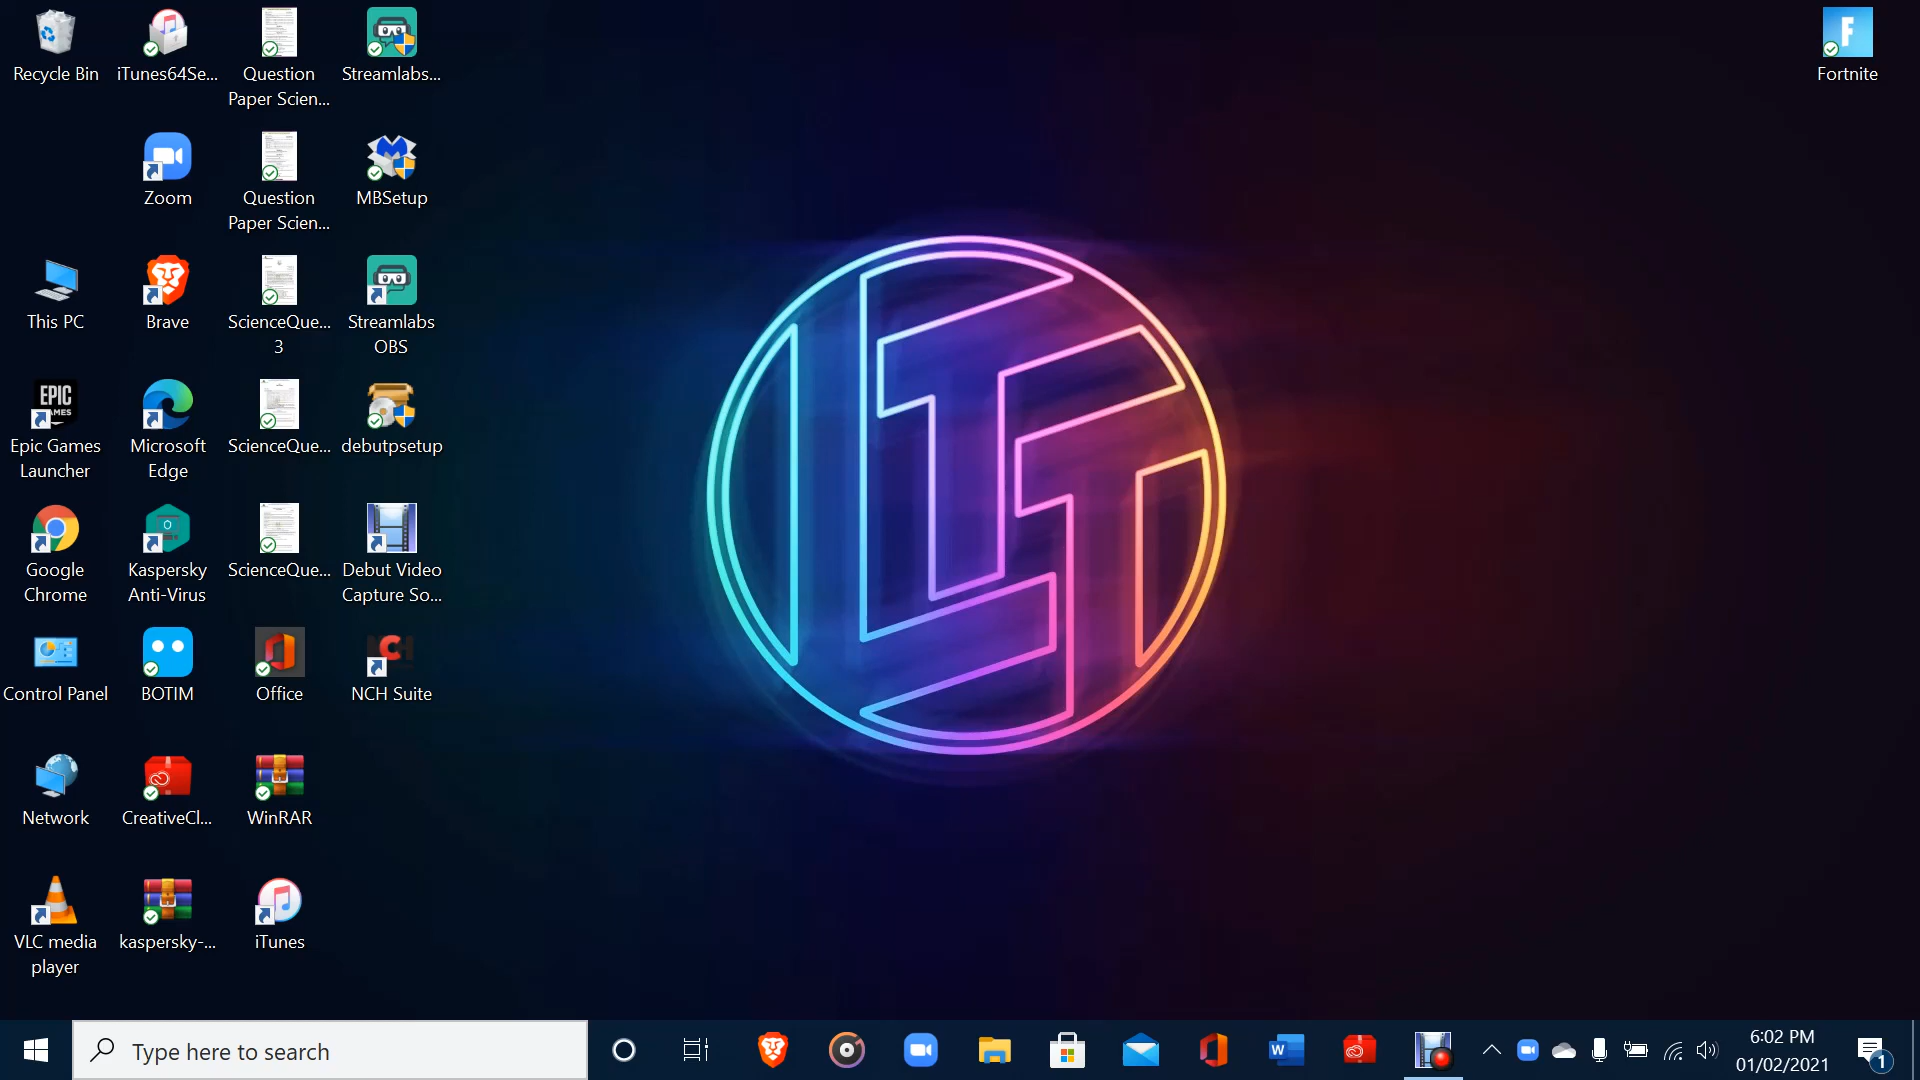 Recycle Bin
iTunes64Se...
Question
Paper Scien...
Streamlabs...
Fortnite
Zoom
Question
Paper Scien...
MBSetup
This PC
Brave
ScienceQue...
3
Streamlabs
OBS
EPIC
GAMES
Epic Games
Launcher
Microsoft
Edge
ScienceQue...
debutpsetup
Google
Chrome
Kaspersky
Anti-Virus
ScienceQue...
Debut Video
Capture So...
Control Panel
BOTIM
Office
NCH Suite
Network
CreativeCl...
WinRAR
VLC media
player
kaspersky-...
iTunes
Type here to search
6:02 PM
01/02/2021
1